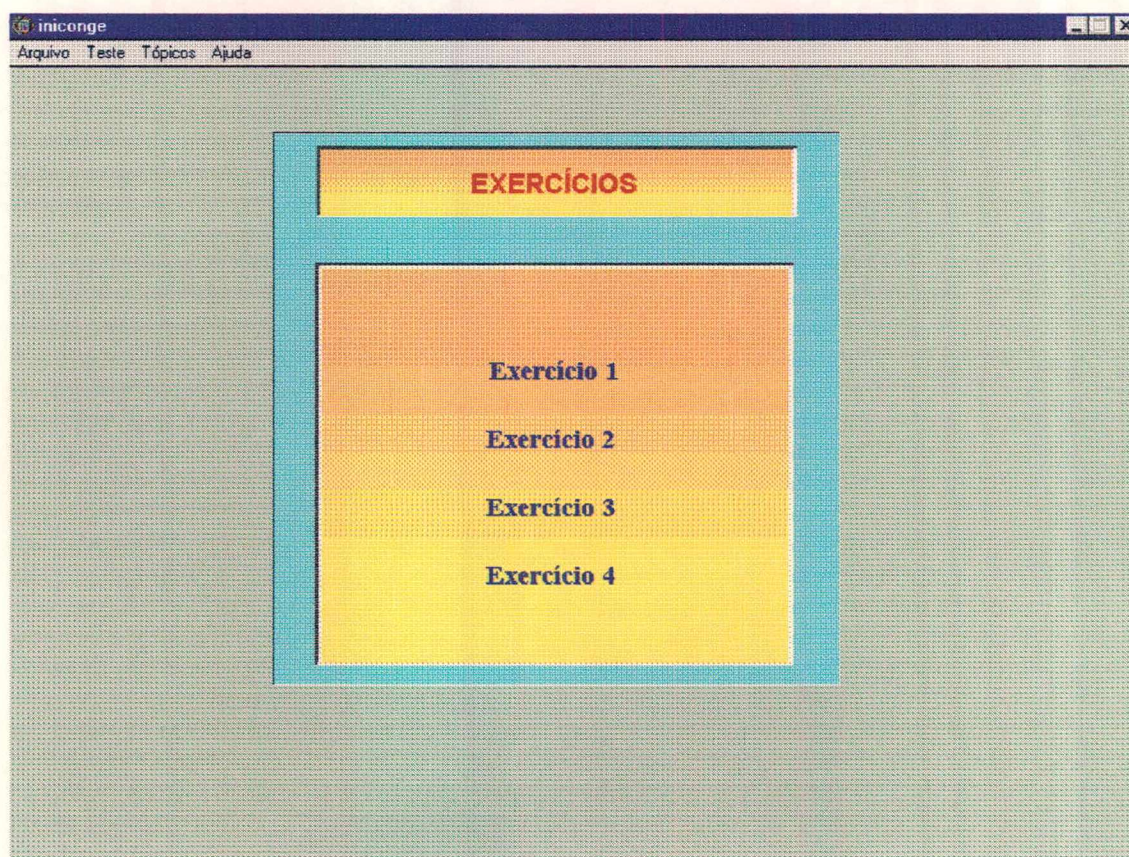 iniconge
Arquivo Teste Tópicos Ajuda
EXERCÍCIOS
Exercício 1
Exercício 2
Exercício 3
Exercício 4